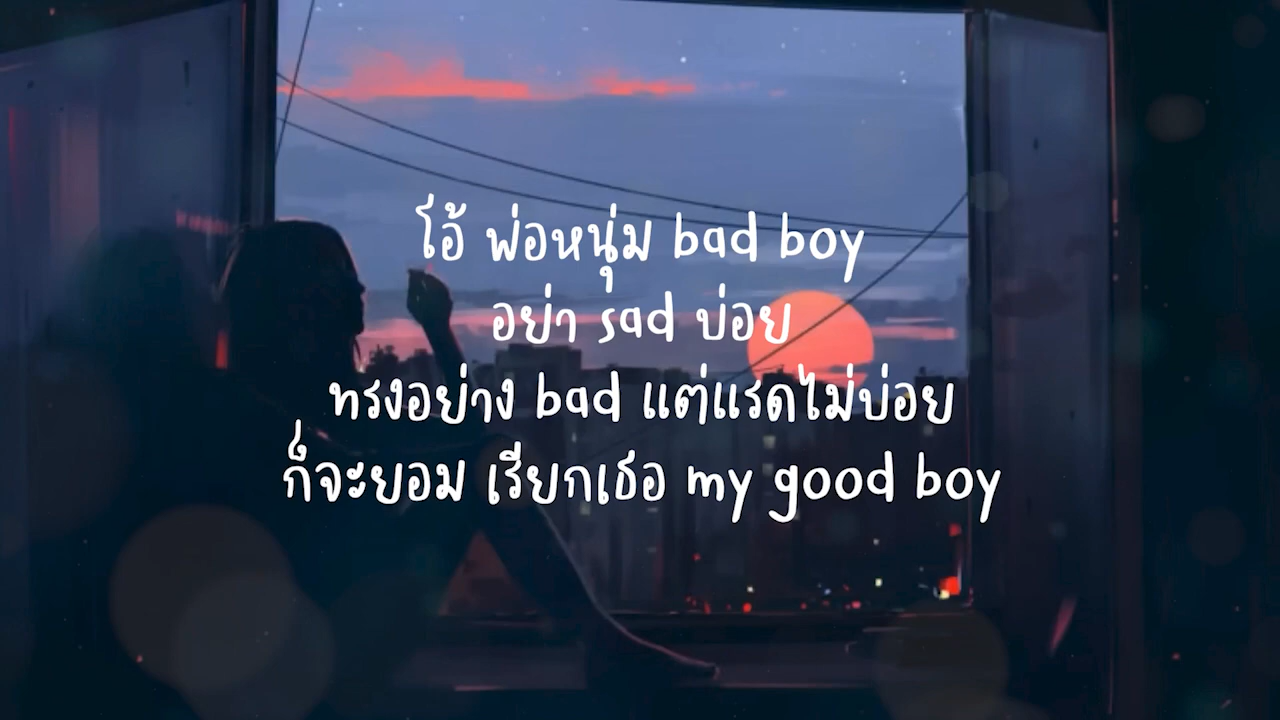 โอ้ พ่อหนุ่ม bad boy
อย่า sad บ่อย
ทรงอย่าง bad แต่แรดไม่บ่อย
ก็จะยอม เรียกเธอ my good boy